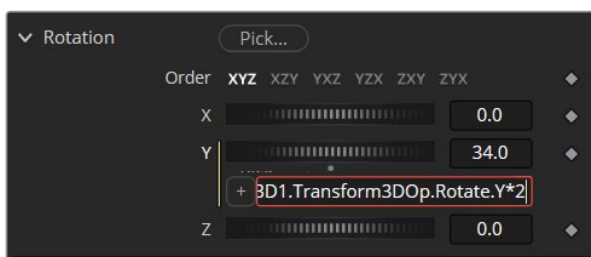 Rotation Pick...
Order XYZ XZY YXZ YZX ZXY ZYX
X 0.0
Y 34.0
+ 3D1.Transform3DOp.Rotate.Y*2
Z 0.0